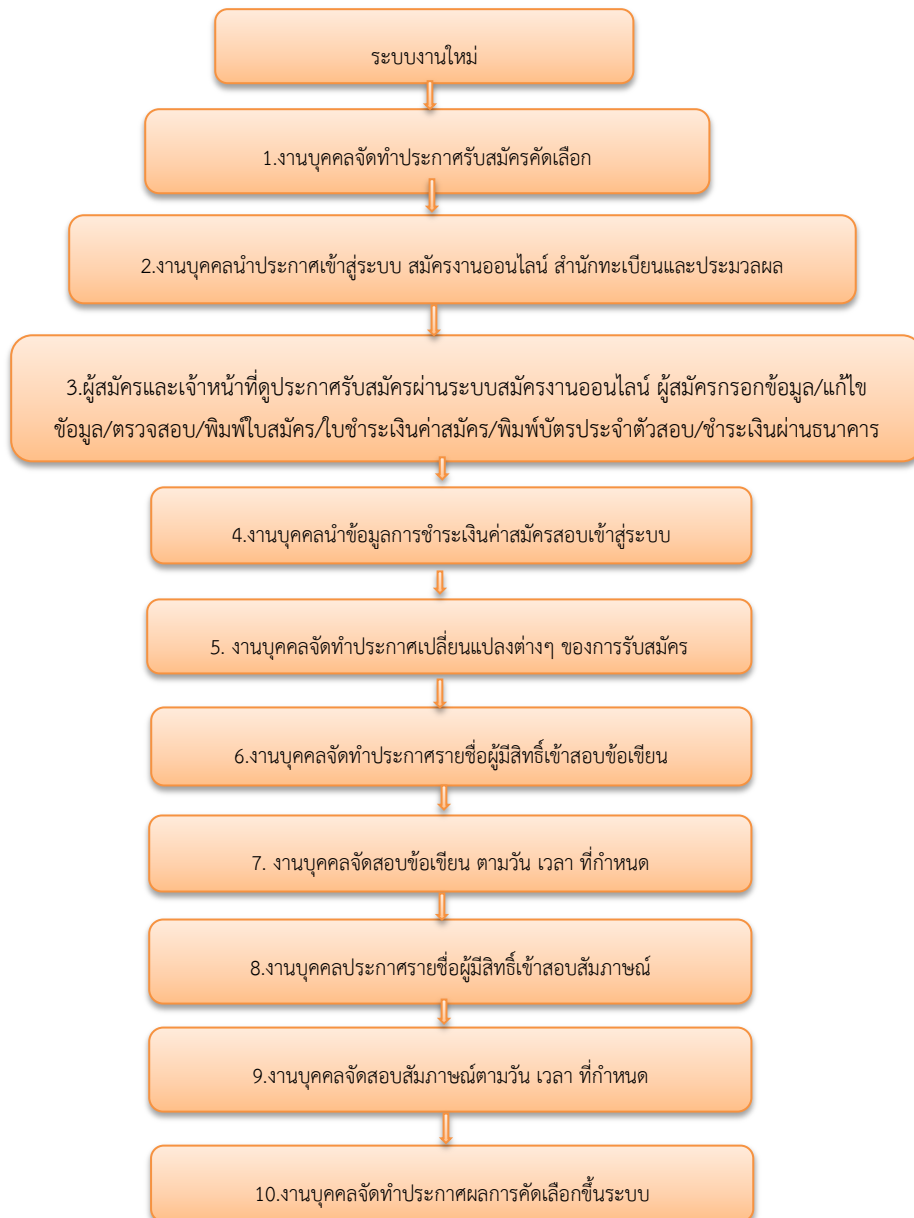 ระบบงานใหม่
1.งานบุคคลจัดทำประกาศรับสมัครคัดเลือก
2.งานบุคคลนำประกาศเข้าสู่ระบบ สมัครงานออนไลน์ สำนักทะเบียนและประมวลผล
3.ผู้สมัครและเจ้าหน้าที่ดูประกาศรับสมัครผ่านระบบสมัครงานออนไลน์ ผู้สมัครกรอกข้อมูล/แก้ไข
ข้อมูล/ตรวจสอบ/พิมพ์ใบสมัคร/ใบชำระเงินค่าสมัคร/พิมพ์บัตรประจำตัวสอบ/ชำระเงินผ่านธนาคาร
4.งานบุคคลนำข้อมูลการชำระเงินค่าสมัครสอบเข้าสู่ระบบ
5. งานบุคคลจัดทำประกาศเปลี่ยนแปลงต่างๆ ของการรับสมัคร
6.งานบุคคลจัดทำประกาศรายชื่อผู้มีสิทธิ์เข้าสอบข้อเขียน
7. งานบุคคลจัดสอบข้อเขียน ตามวัน เวลา ที่กำหนด
8.งานบุคคลประกาศรายชื่อผู้มีสิทธิ์เข้าสอบสัมภาษณ์
9.งานบุคคลจัดสอบสัมภาษณ์ตามวัน เวลา ที่กำหนด
10.งานบุคคลจัดทำประกาศผลการคัดเลือกขึ้นระบบ